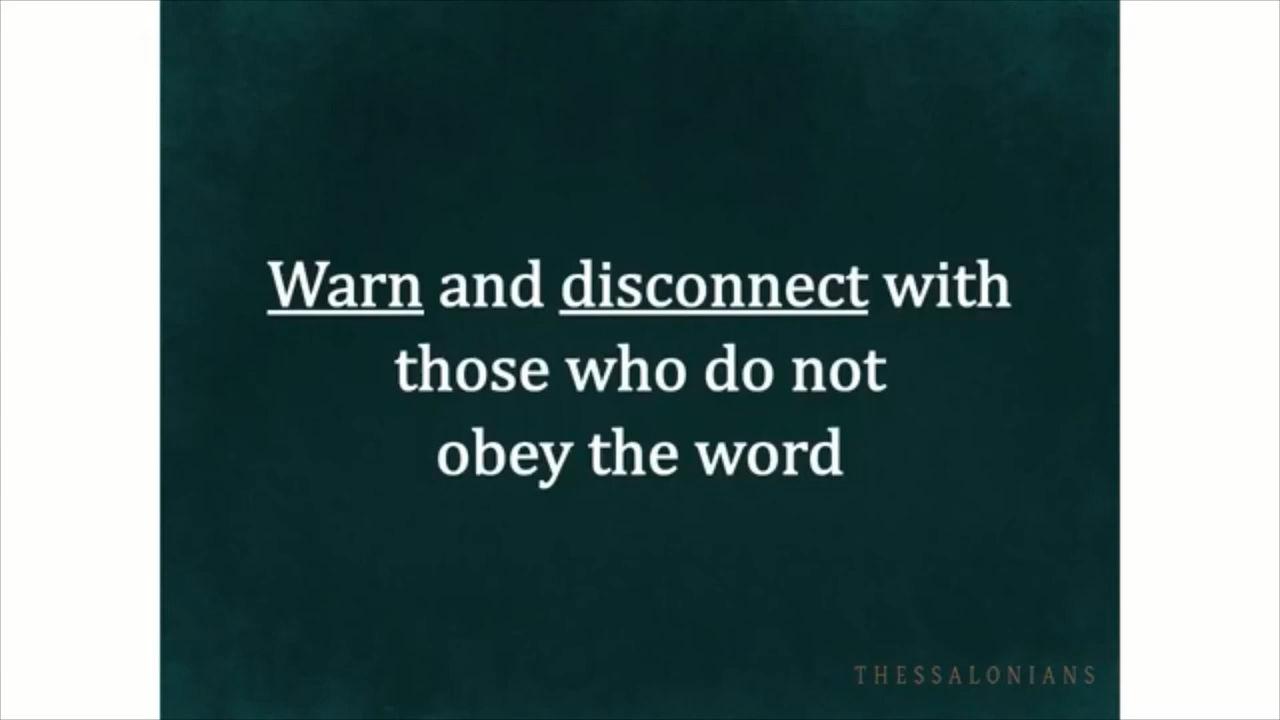 Warn and disconnect with
those who do not
obey the word
THESSALONIANS